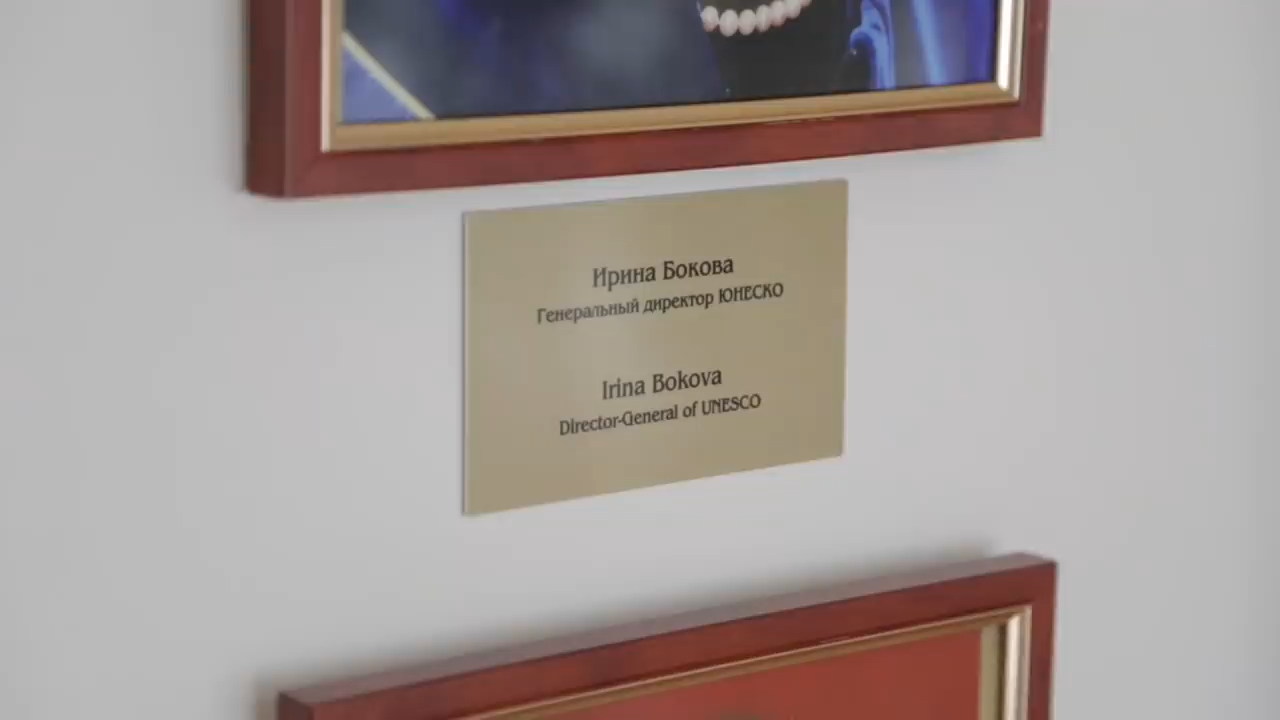 Ирина Бокова
Генеральный директор ЮНЕСКО
Irina Bokova
Director-General of UNESCO